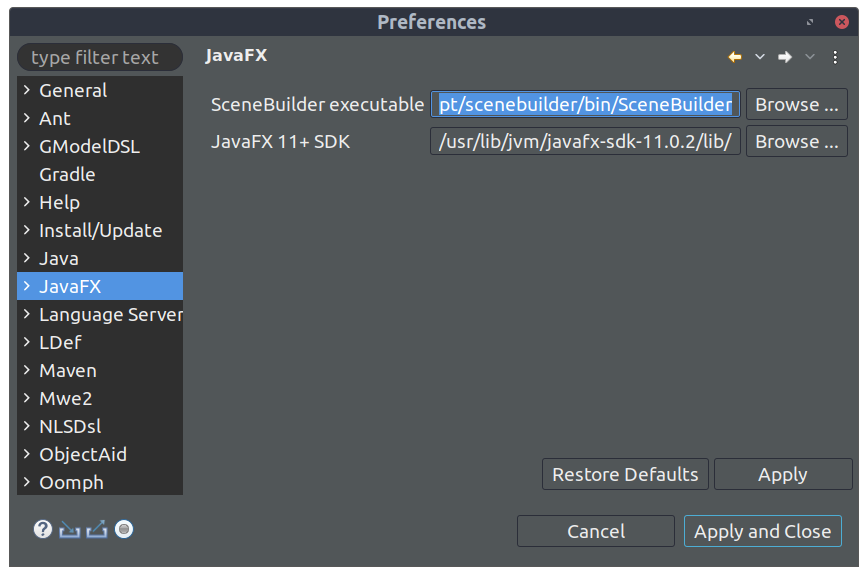 Preferences
type filter text
JavaFX
General
Ant
GModelDSL
Gradle
Help
Install/Update
Java
JavaFX
Language Server
LDef
Maven
Mwe2
NLSDsl
ObjectAid
Oomph
SceneBuilder executable pt/scenebuilder/bin/SceneBuilder Browse ...
JavaFX 11+ SDK /usr/lib/jvm/javafx-sdk-11.0.2/lib/ Browse ...
Restore Defaults Apply
? Cancel Apply and Close